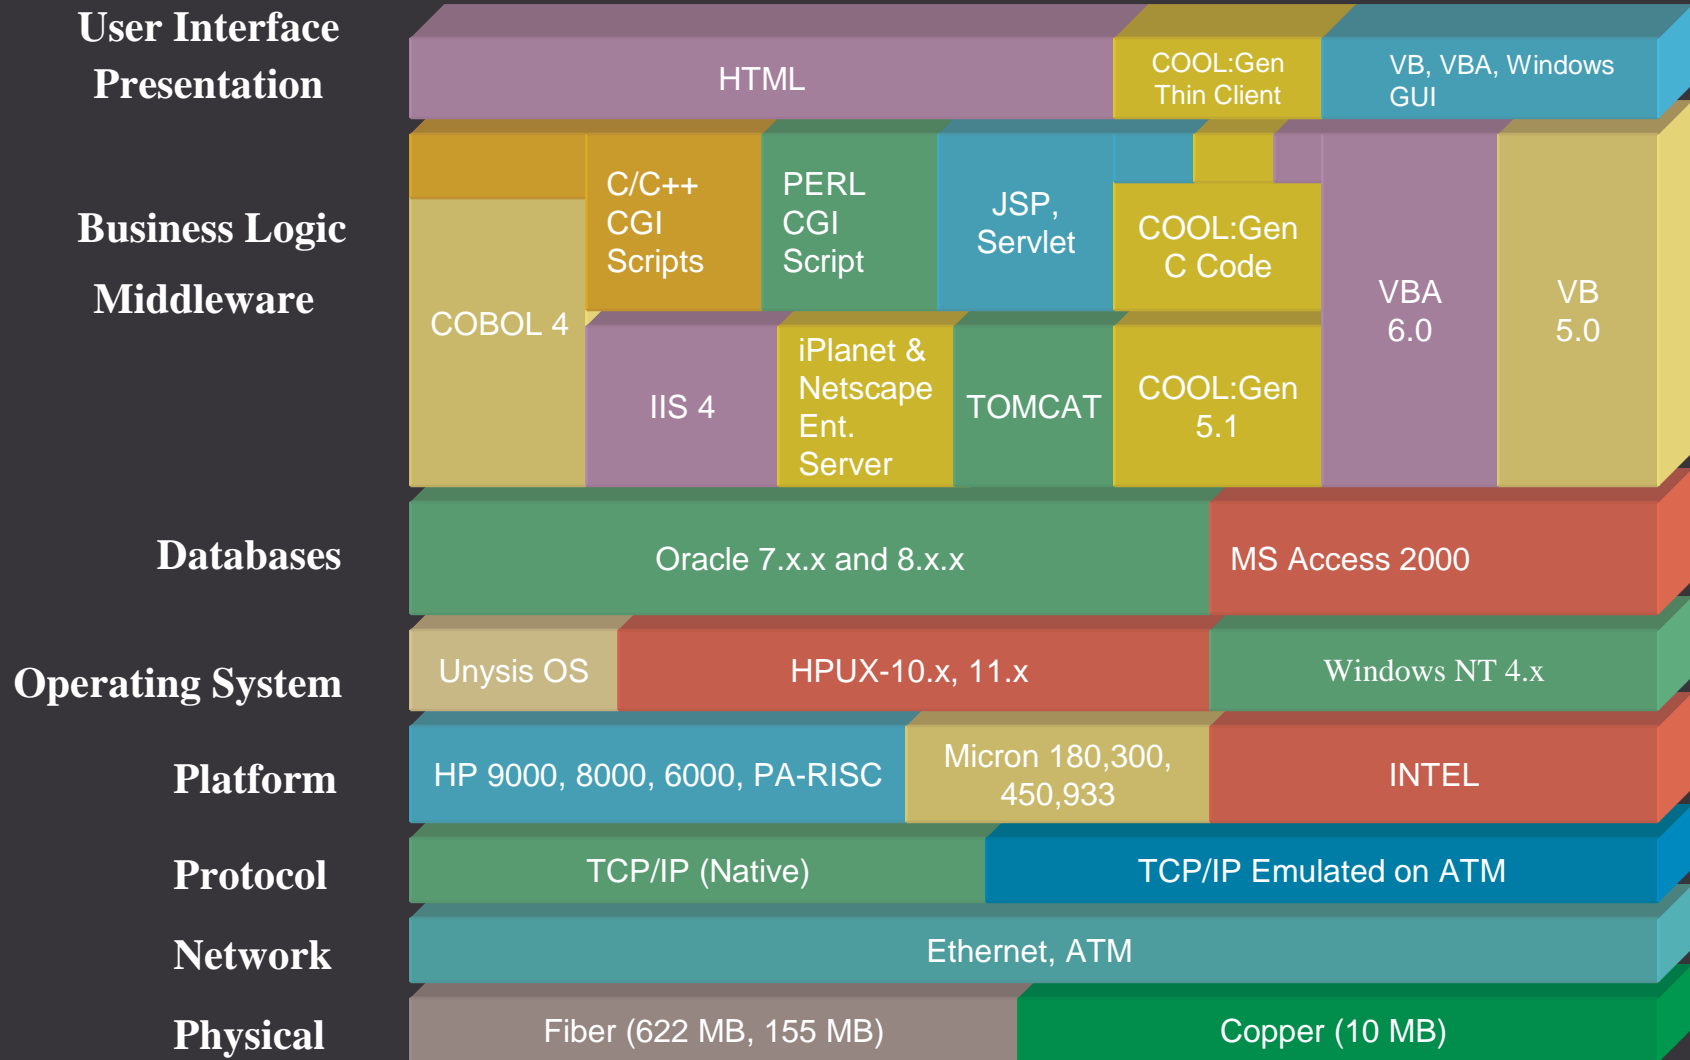 User Interface
Presentation
HTML
COOL:Gen
Thin Client
VB, VBA, Windows
GUI
Business Logic
Middleware
COBOL 4
C/C++
CGI
Scripts
PERL
CGI
Script
JSP,
Servlet
COOL:Gen
C Code
VBA
6.0
VB
5.0
IIS 4
iPlanet &
Netscape
Ent.
Server
TOMCAT
COOL:Gen
5.1
Databases
Oracle 7.x.x and 8.x.x
MS Access 2000
Operating System
Unysis OS
HPUX-10.x, 11.x
Windows NT 4.x
Platform
HP 9000, 8000, 6000, PA-RISC
Micron 180,300,
450,933
INTEL
Protocol
TCP/IP (Native)
TCP/IP Emulated on ATM
Network
Ethernet, ATM
Physical
Fiber (622 MB, 155 MB)
Copper (10 MB)